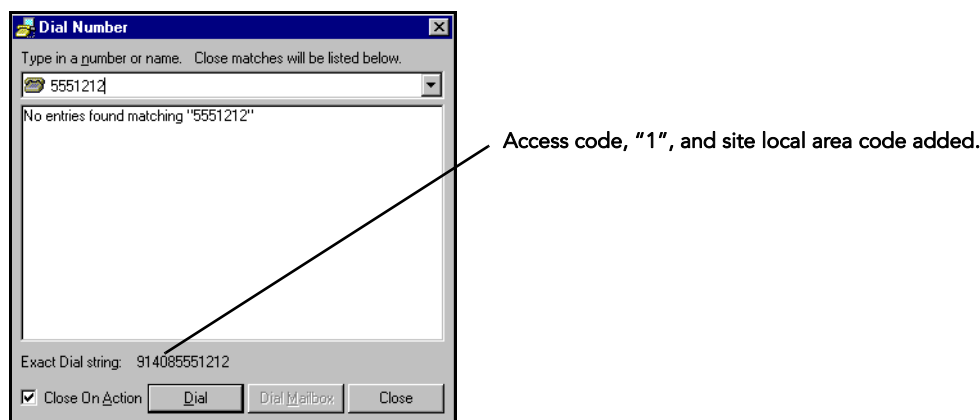 Dial Number
Type in a number or name. Close matches will be listed below.
5551212
No entries found matching "5551212"
Access code, “1”, and site local area code added.
Exact Dial string: 914085551212
Close On Action
Dial
Dial Mailbox
Close